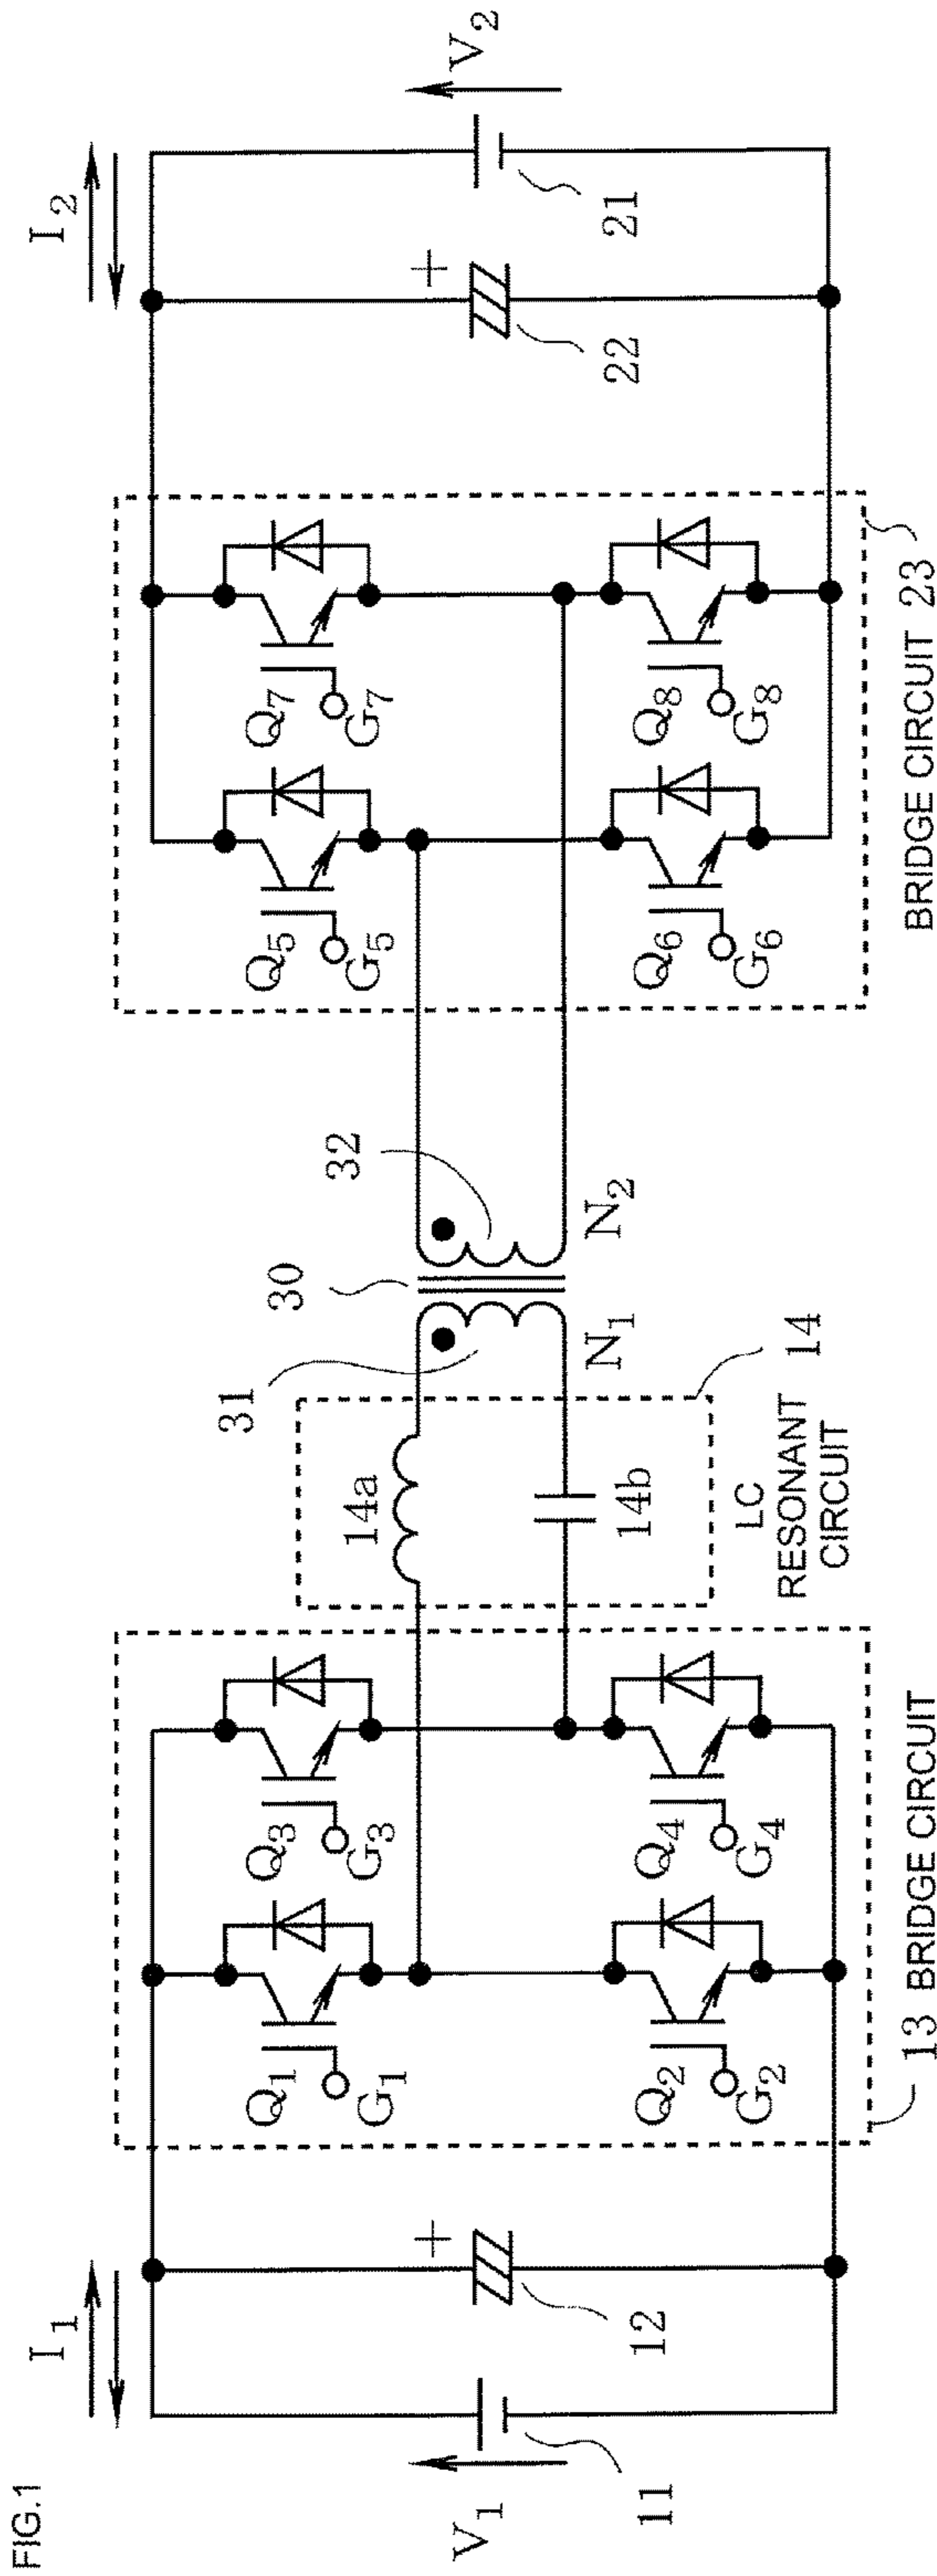 FIG.1
I1
V1
11
12
+
Q1
G1
Q2
G2
Q3
G3
Q4
G4
13 BRIDGE CIRCUIT
14a
14b
LC
RESONANT
CIRCUIT
14
31
30
32
N1
N2
Q5
G5
Q6
G6
Q7
G7
Q8
G8
BRIDGE CIRCUIT 23
+
22
21
I2
V2